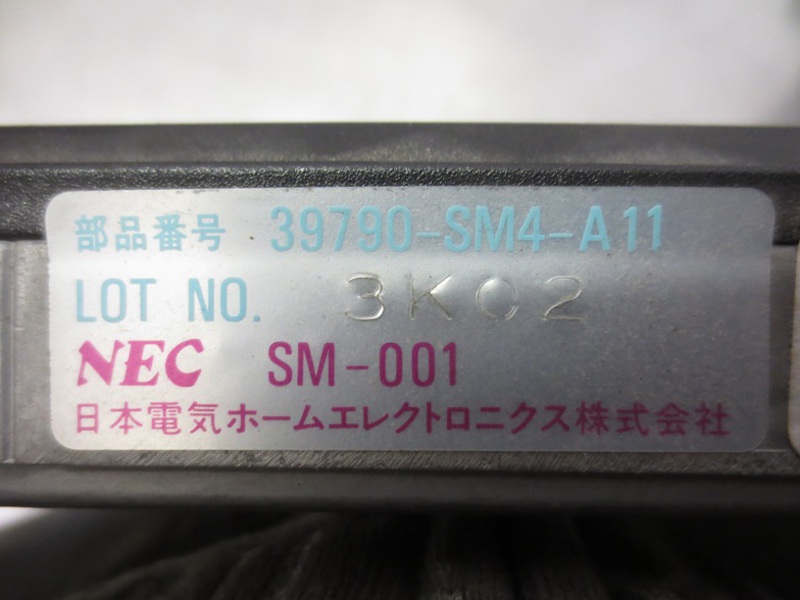 部品番号 39790-SM4-A11
LOT NO. 3K02
NEC SM-001
日本電気ホームエレクトロニクス株式会社